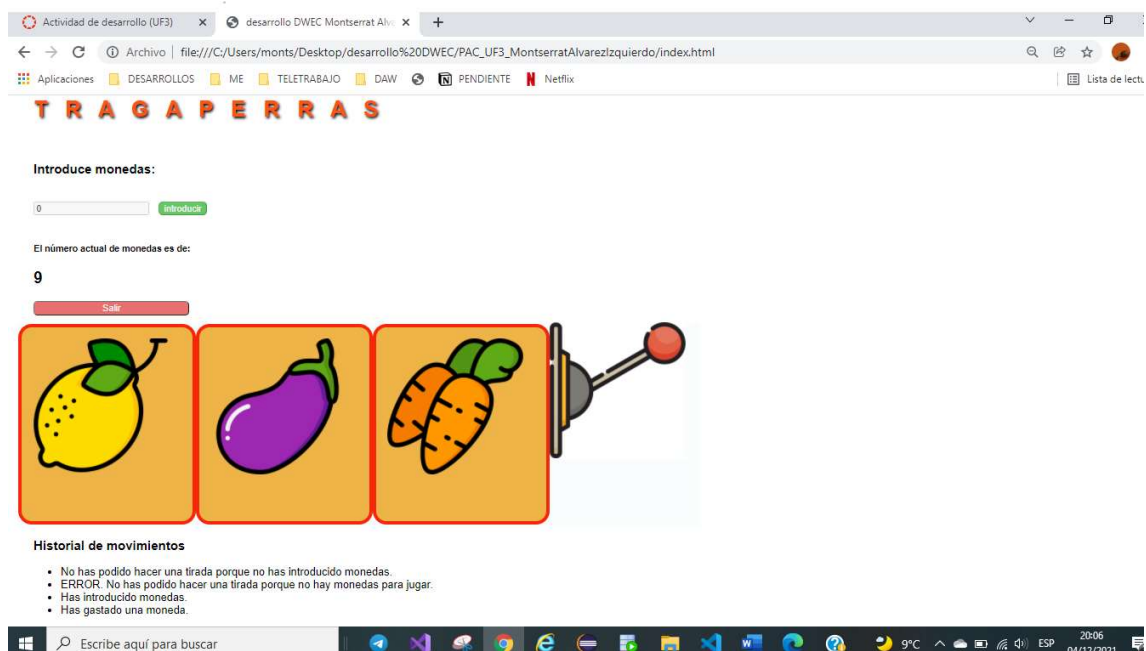 Actividad de desarrollo (UF3)
desarrollo DWEC Montserrat Alv
Archivo | file:///C:/Users/monts/Desktop/desarrollo%20DWEC/PAC_UF3_MontserratAlvarezIzquierdo/index.html
Aplicaciones DESARROLLOS ME TELETRABAJO DAW PENDIENTE Netflix Lista de lectu
TRAGAPERRAS
Introduce monedas:
0 introducir
El número actual de monedas es de:
9
Salir
Historial de movimientos
No has podido hacer una tirada porque no has introducido monedas.
ERROR. No has podido hacer una tirada porque no hay monedas para jugar.
Has introducido monedas.
Has gastado una moneda.
Escribe aquí para buscar
9°C ESP 20:06
04/12/2021